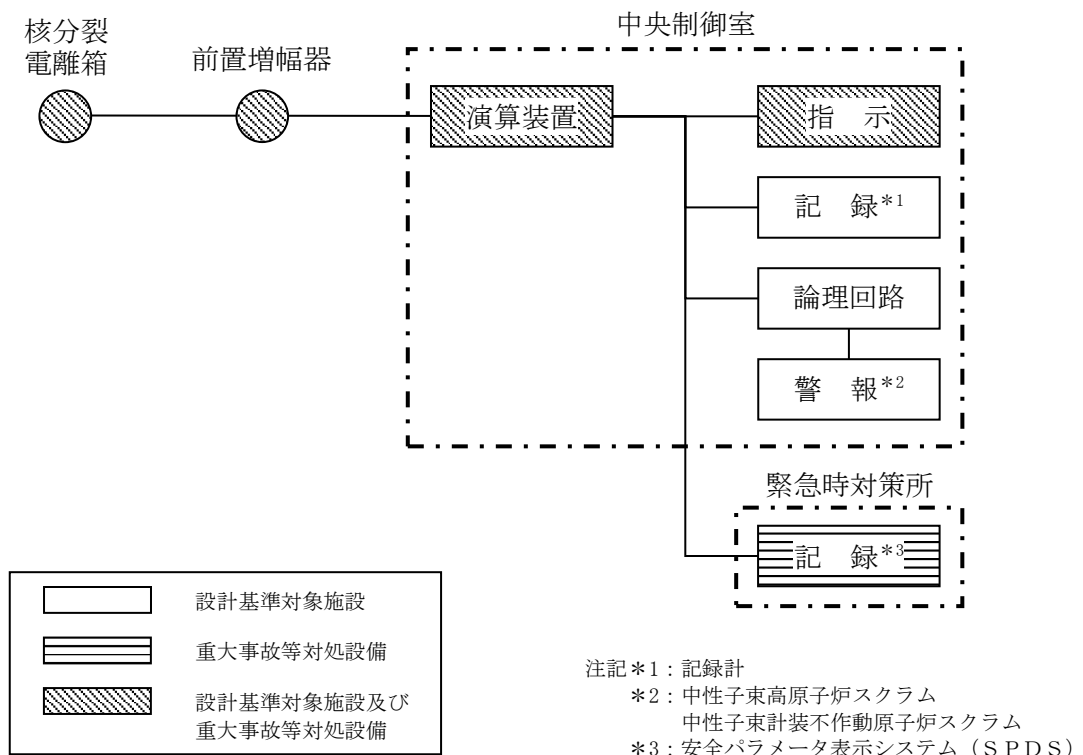 核分裂
電離箱
前置増幅器
中央制御室
演算装置
指 示
記 録*1
論理回路
警 報*2
緊急時対策所
記 録*3
設計基準対象施設
重大事故等対処設備
設計基準対象施設及び
重大事故等対処設備
注記*1:記録計
*2:中性子束高原子炉スクラム
中性子束計装不作動原子炉スクラム
*3:安全パラメータ表示システム(SPDS)